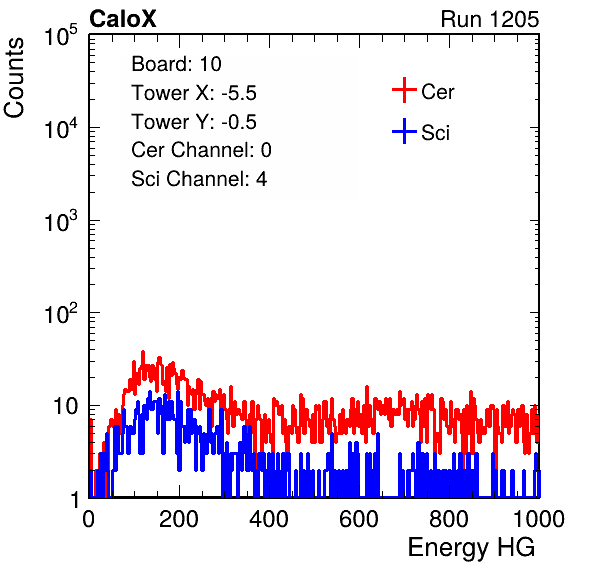 CaloX Run 1205
Board: 10
Tower X: -5.5
Tower Y: -0.5
Cer Channel: 0
Sci Channel: 4
Cer
Sci
Counts
10^5
10^4
10^3
10^2
10
1
0 200 400 600 800 1000
Energy HG